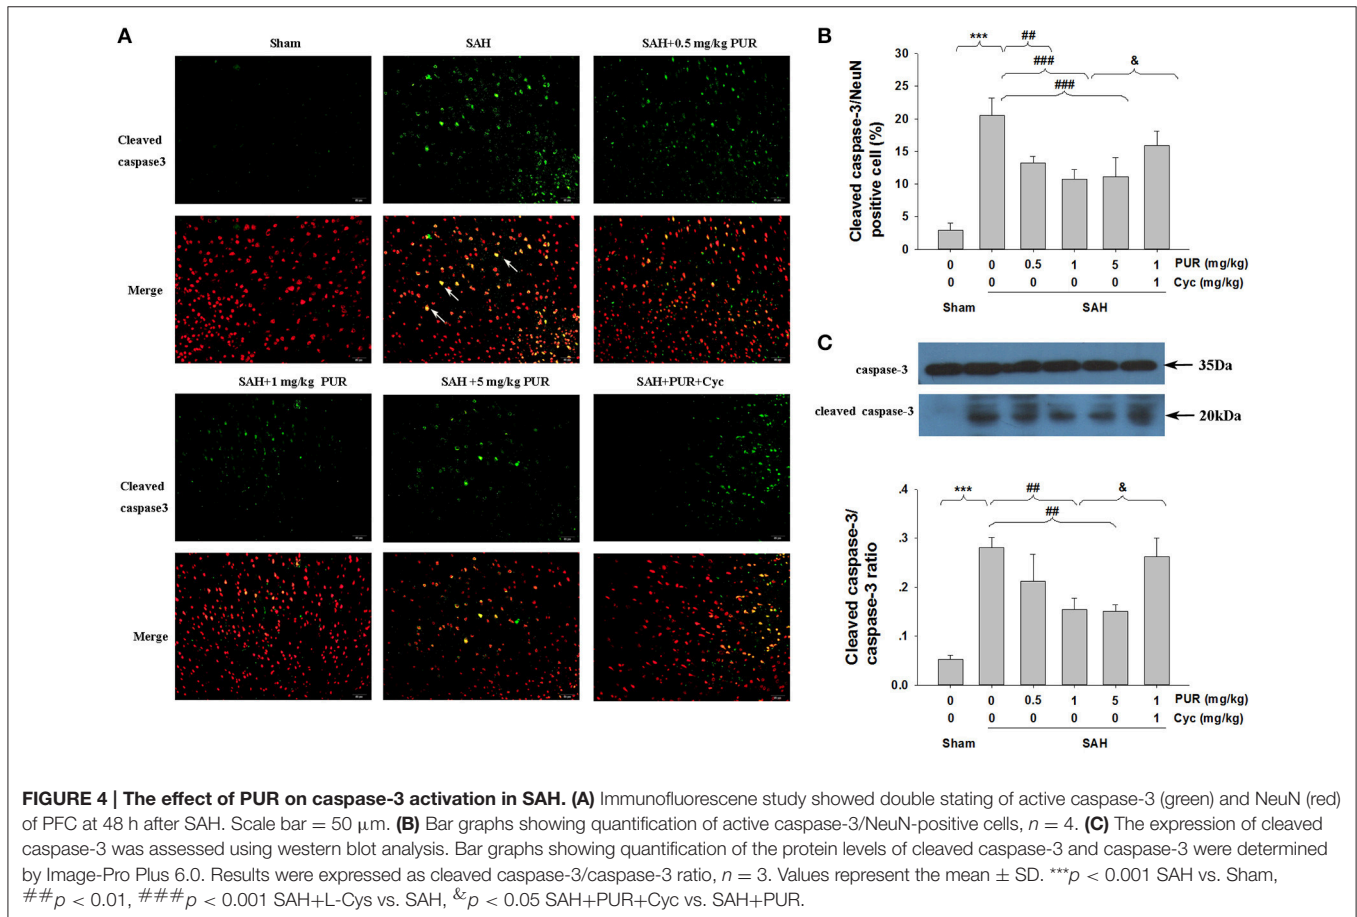 A
Sham
SAH
SAH+0.5 mg/kg PUR
Cleaved
caspase3
Merge
SAH+1 mg/kg PUR
SAH +5 mg/kg PUR
SAH+PUR+Cyc
Cleaved
caspase3
Merge
B
*** ##
### &
###
30
25
20
15
10
5
0
Cleaved caspase-3/NeuN
positive cell (%)
0 0 0.5 1 5 1 PUR (mg/kg)
0 0 0 0 0 1 Cyc (mg/kg)
Sham SAH
C
caspase-3 35Da
cleaved caspase-3 20kDa
*** ## &
##
.4
.3
.2
.1
0.0
Cleaved caspase-3/
caspase-3 ratio
0 0 0.5 1 5 1 PUR (mg/kg)
0 0 0 0 0 1 Cyc (mg/kg)
Sham SAH
FIGURE 4 | The effect of PUR on caspase-3 activation in SAH. (A) Immunofluorescene study showed double stating of active caspase-3 (green) and NeuN (red)
of PFC at 48 h after SAH. Scale bar = 50 μm. (B) Bar graphs showing quantification of active caspase-3/NeuN-positive cells, n = 4. (C) The expression of cleaved
caspase-3 was assessed using western blot analysis. Bar graphs showing quantification of the protein levels of cleaved caspase-3 and caspase-3 were determined
by Image-Pro Plus 6.0. Results were expressed as cleaved caspase-3/caspase-3 ratio, n = 3. Values represent the mean ± SD. ***p < 0.001 SAH vs. Sham,
##p < 0.01, ###p < 0.001 SAH+L-Cys vs. SAH, &p < 0.05 SAH+PUR+Cyc vs. SAH+PUR.